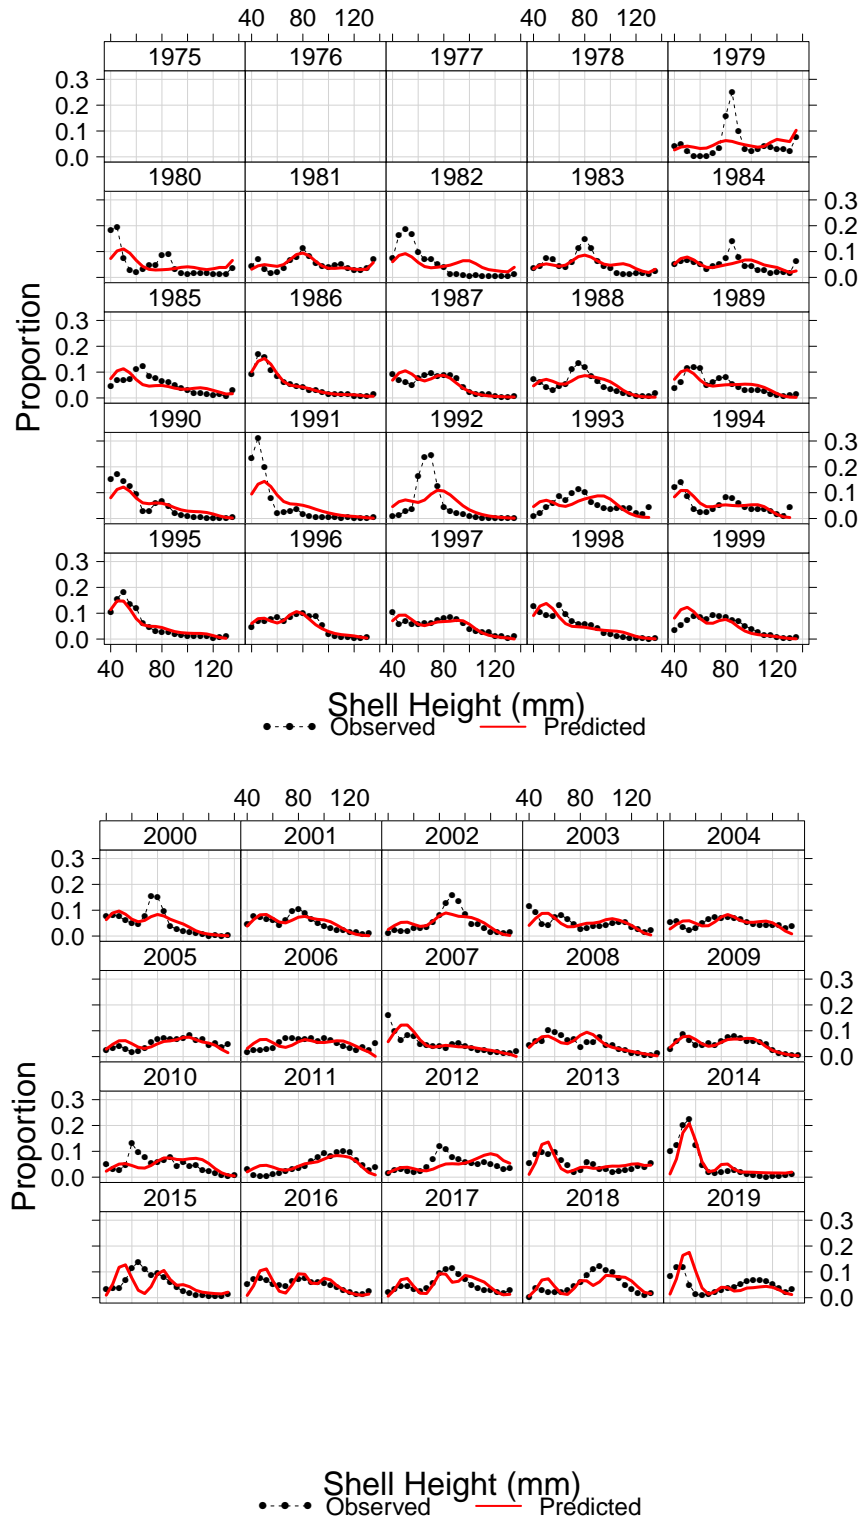 40 80 120 40 80 120
1975 1976 1977 1978 1979
0.3
0.2
0.1
0.0
1980 1981 1982 1983 1984
0.3
0.2
0.1
0.0
1985 1986 1987 1988 1989
0.3
0.2
0.1
0.0
1990 1991 1992 1993 1994
0.3
0.2
0.1
0.0
1995 1996 1997 1998 1999
0.3
0.2
0.1
0.0
40 80 120 40 80 120 40 80 120
Proportion
Shell Height (mm)
Observed Predicted
40 80 120 40 80 120
2000 2001 2002 2003 2004
0.3
0.2
0.1
0.0
2005 2006 2007 2008 2009
0.3
0.2
0.1
0.0
2010 2011 2012 2013 2014
0.3
0.2
0.1
0.0
2015 2016 2017 2018 2019
0.3
0.2
0.1
0.0
Proportion
Shell Height (mm)
Observed Predicted